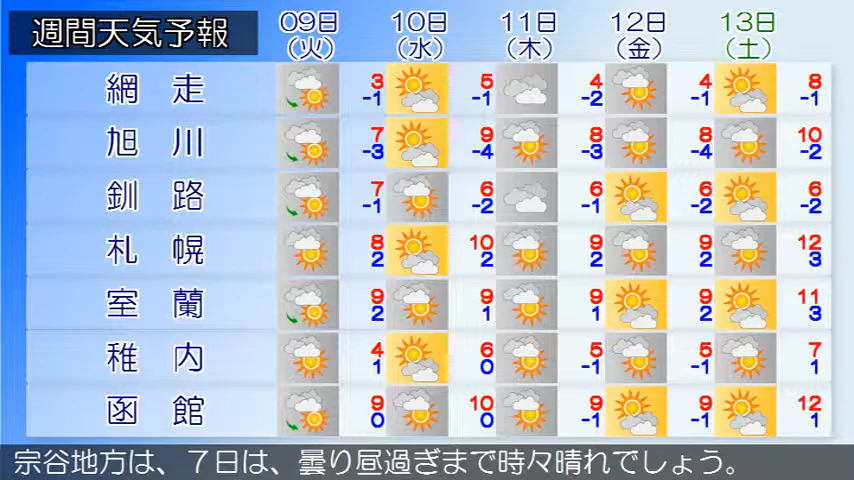 週間天気予報
09日 10日 11日 12日 13日
(火) (水) (木) (金) (土)
網走 3 5 4 4 8
-1 -1 -2 -1 -1
旭川 7 9 8 8 10
-3 -4 -3 -4 -2
釧路 7 6 6 6 6
-1 -2 -1 -2 -2
札幌 8 10 9 9 12
2 2 2 2 3
室蘭 9 9 9 9 11
2 1 1 2 3
稚内 4 6 5 5 7
1 0 -1 -1 1
函館 9 10 9 9 12
0 0 -1 -1 1
宗谷地方は、7日は、曇り昼過ぎまで時々晴れでしょう。